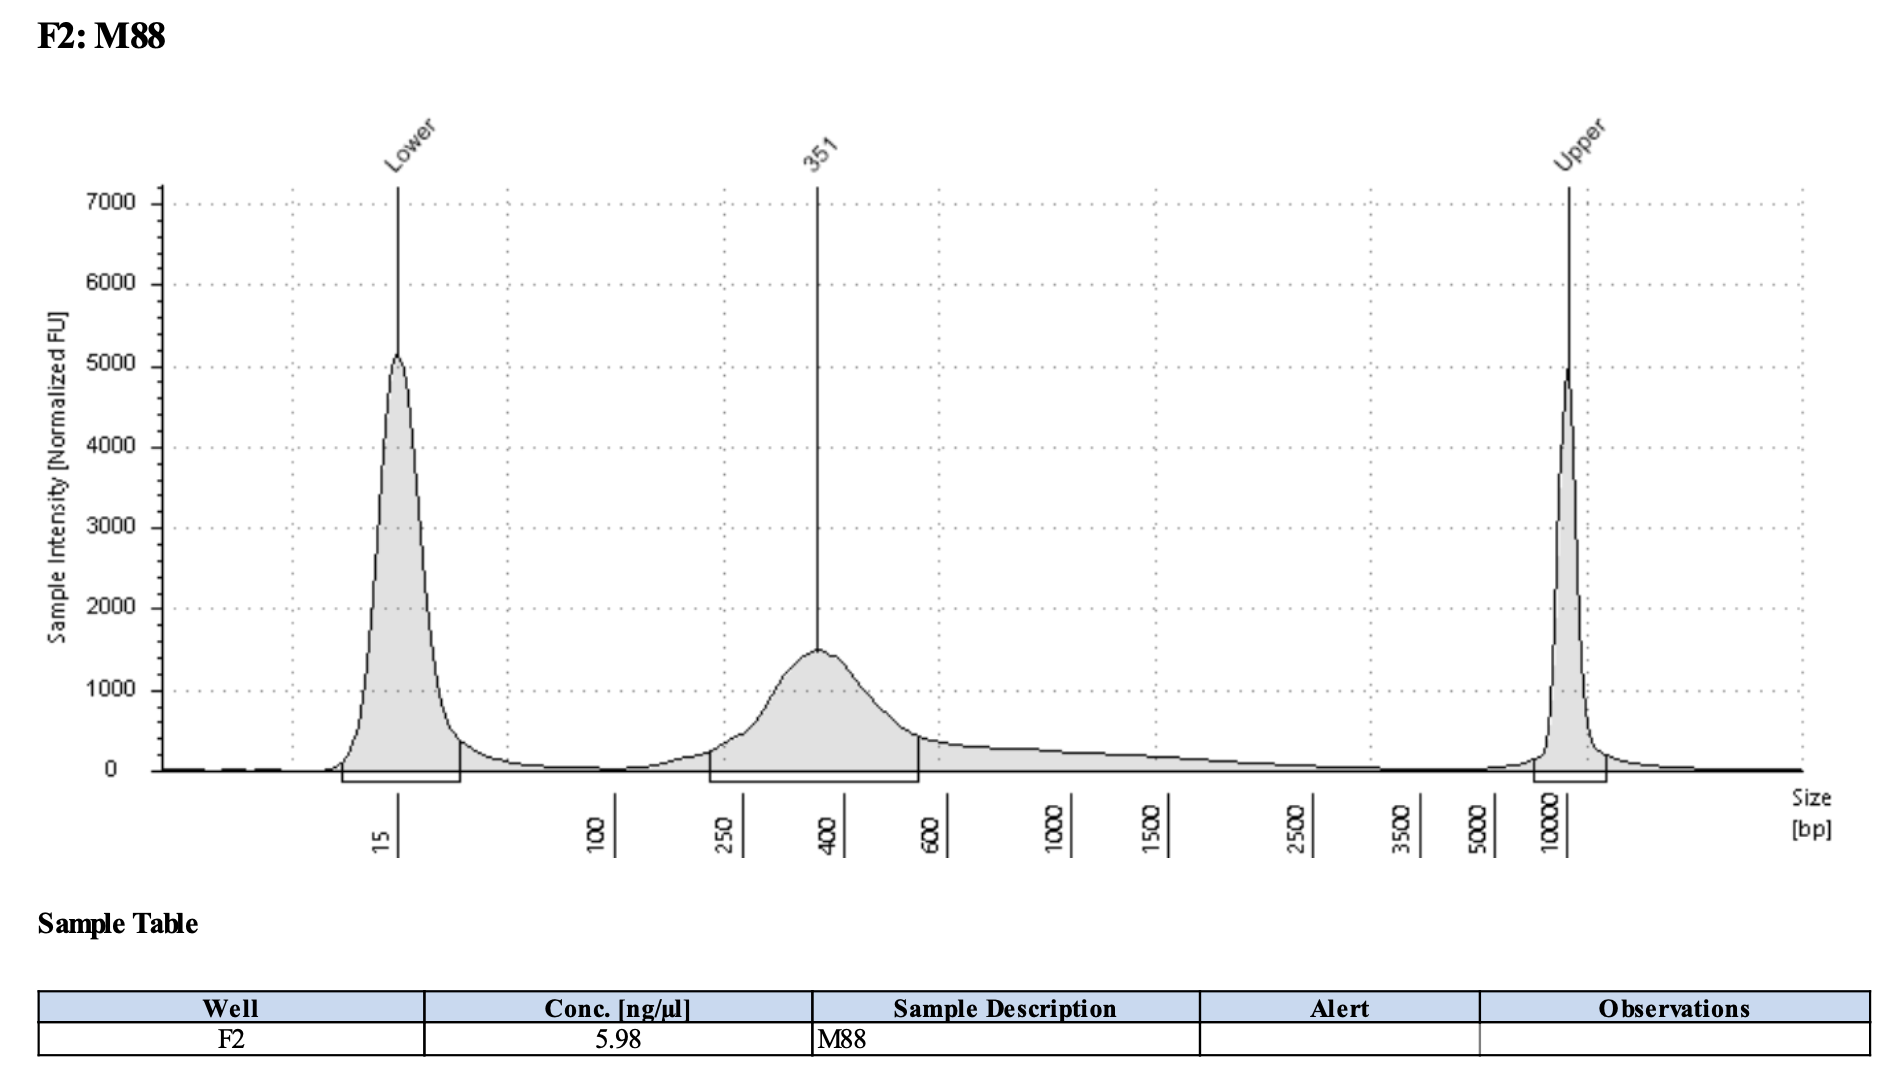 F2: M88
Lower
351
Upper
Sample Intensity [Normalized FU]
7000
6000
5000
4000
3000
2000
1000
0
15
100
250
400
600
1000
1500
2500
3500
5000
10000
Size
[bp]
Sample Table
Well Conc. [ng/µl] Sample Description Alert Observations
F2 5.98 M88